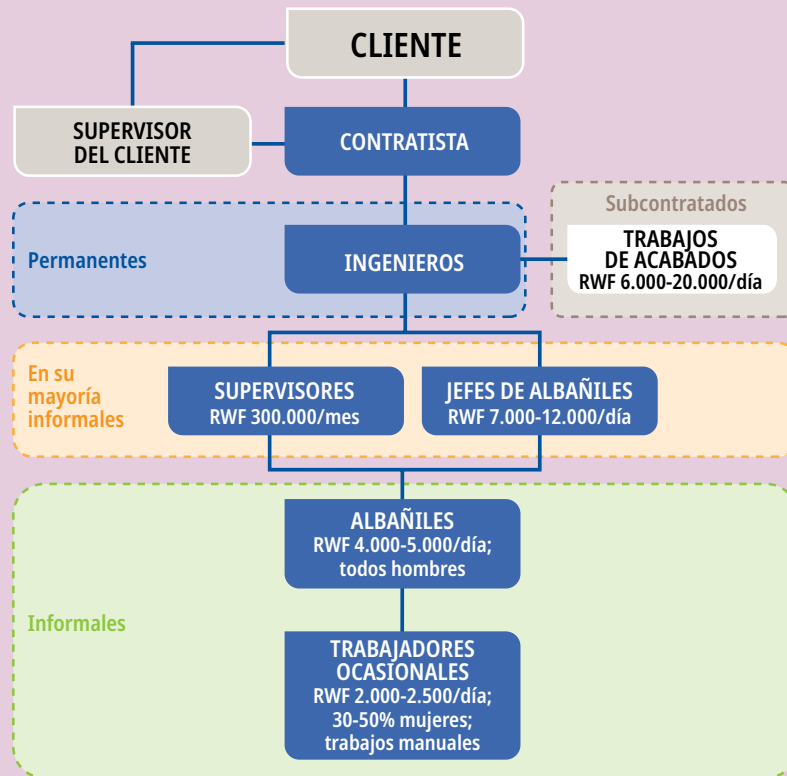 CLIENTE
SUPERVISOR
DEL CLIENTE
CONTRATISTA
Subcontratados
TRABAJOS
DE ACABADOS
RWF 6.000-20.000/día
Permanentes
INGENIEROS
En su
mayoría
informales
SUPERVISORES
RWF 300.000/mes
JEFES DE ALBAÑILES
RWF 7.000-12.000/día
ALBAÑILES
RWF 4.000-5.000/día;
todos hombres
Informales
TRABAJADORES
OCASIONALES
RWF 2.000-2.500/día;
30-50% mujeres;
trabajos manuales